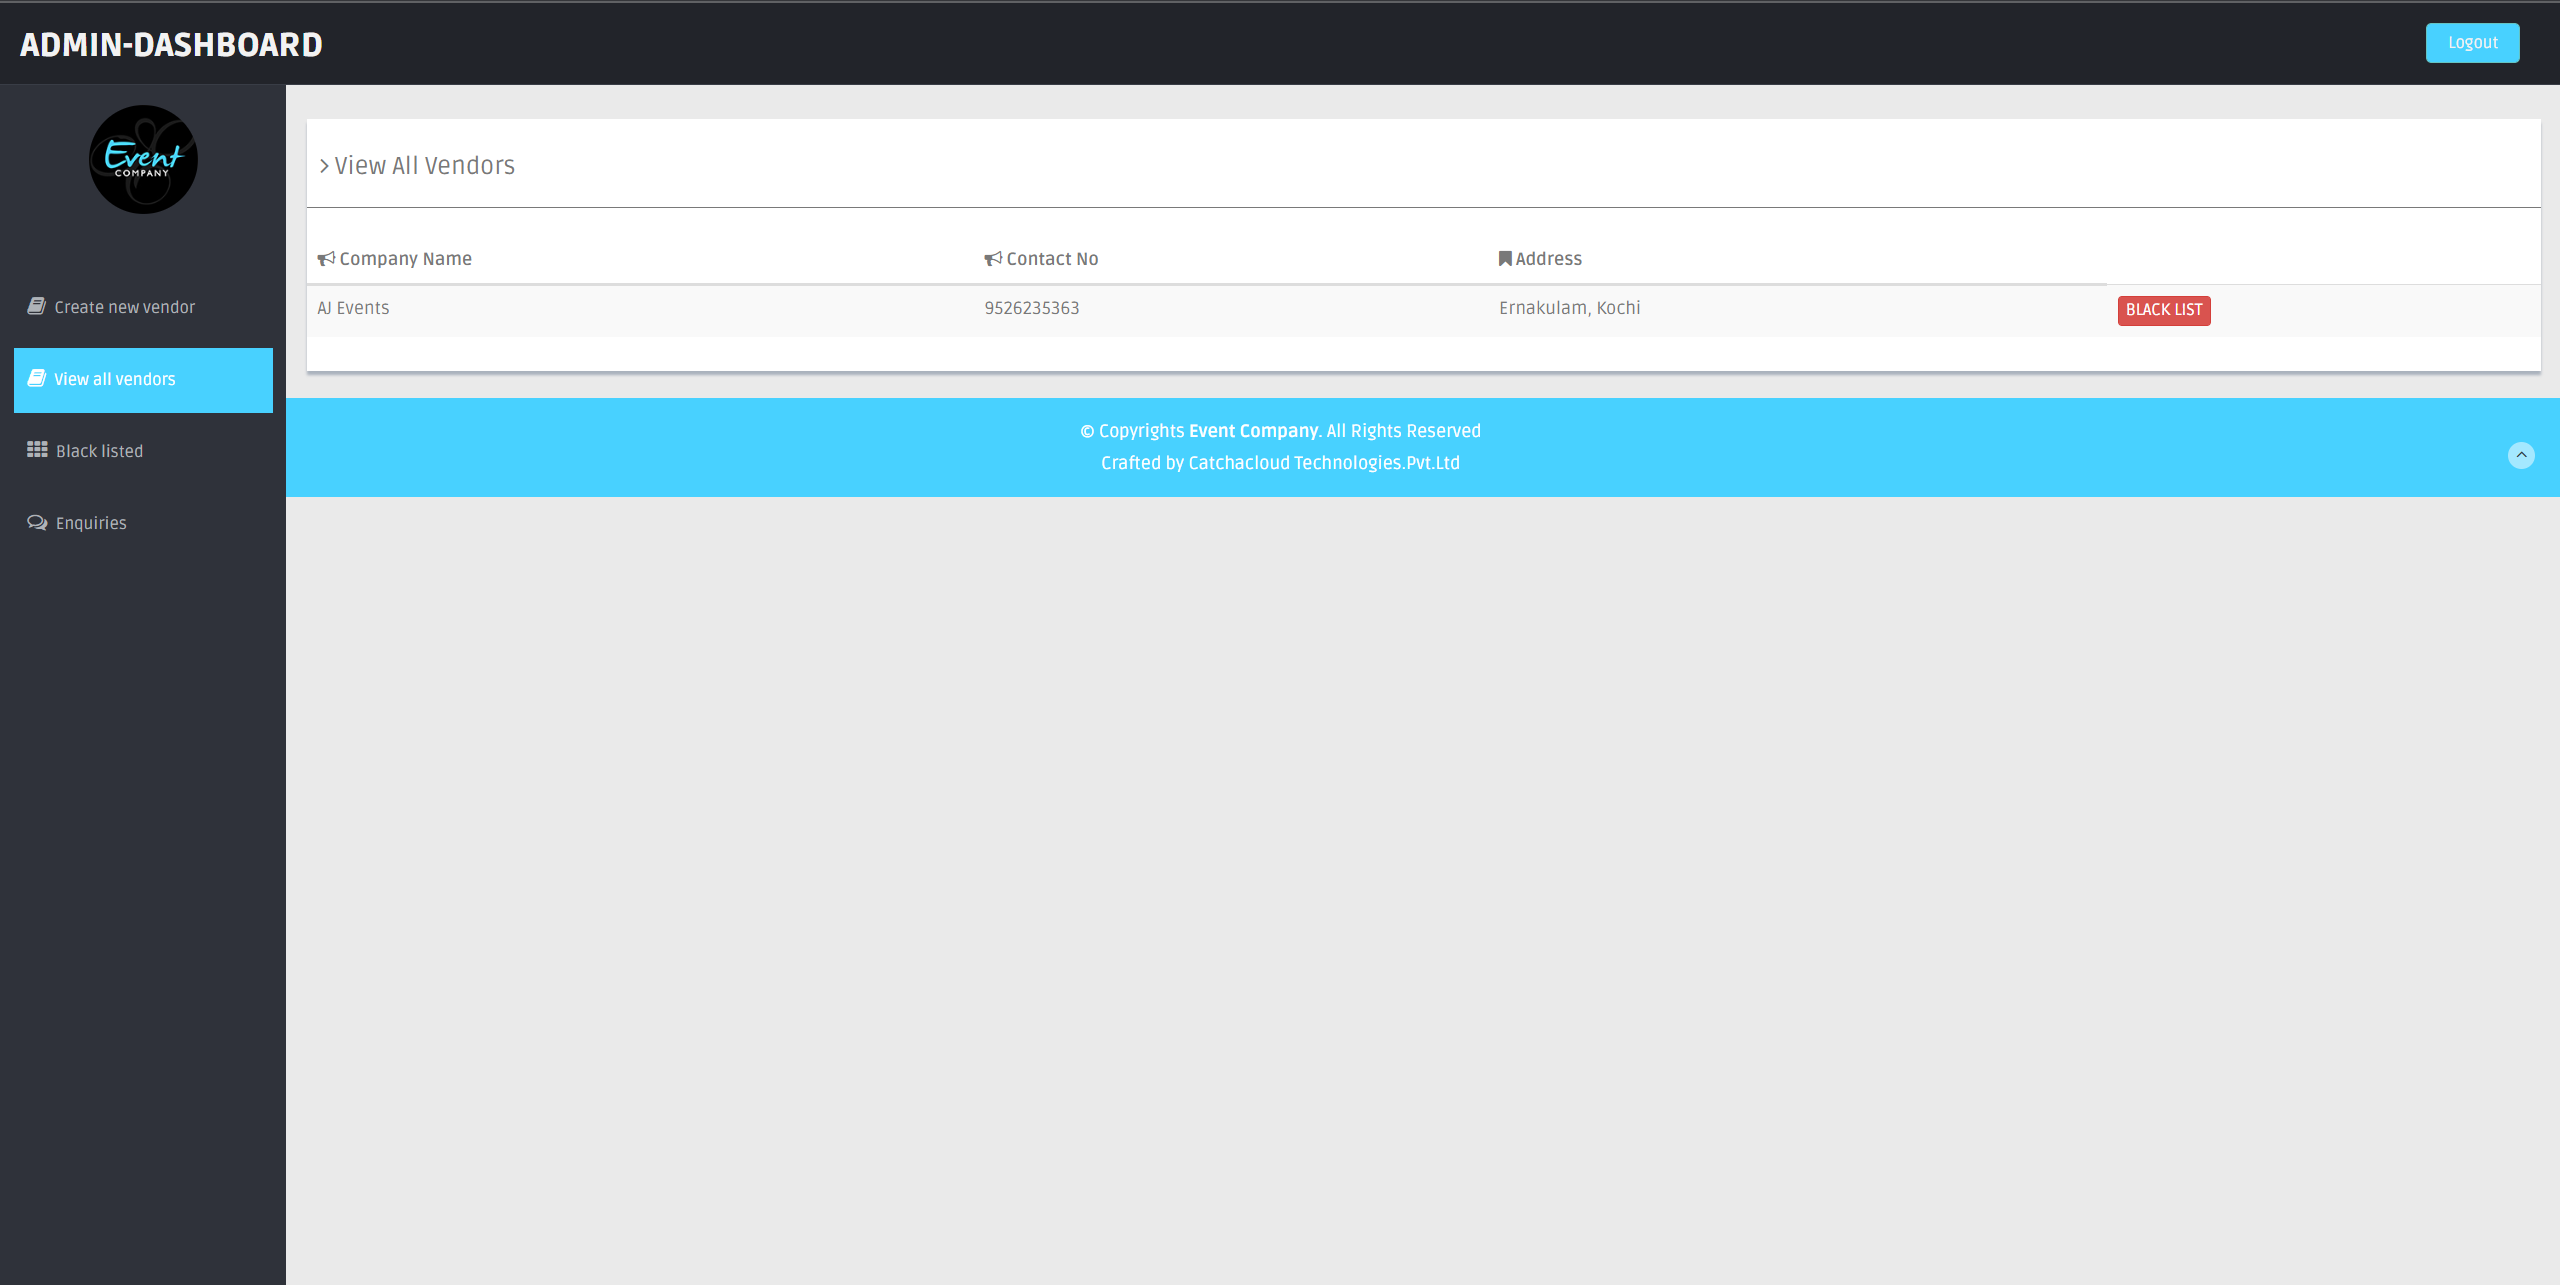 ADMIN-DASHBOARD
Logout
Event
COMPANY
Create new vendor
View all vendors
Black listed
Enquiries
View All Vendors
Company Name Contact No Address
AJ Events 9526235363 Ernakulam, Kochi BLACK LIST
© Copyrights Event Company. All Rights Reserved
Crafted by Catchacloud Technologies.Pvt.Ltd